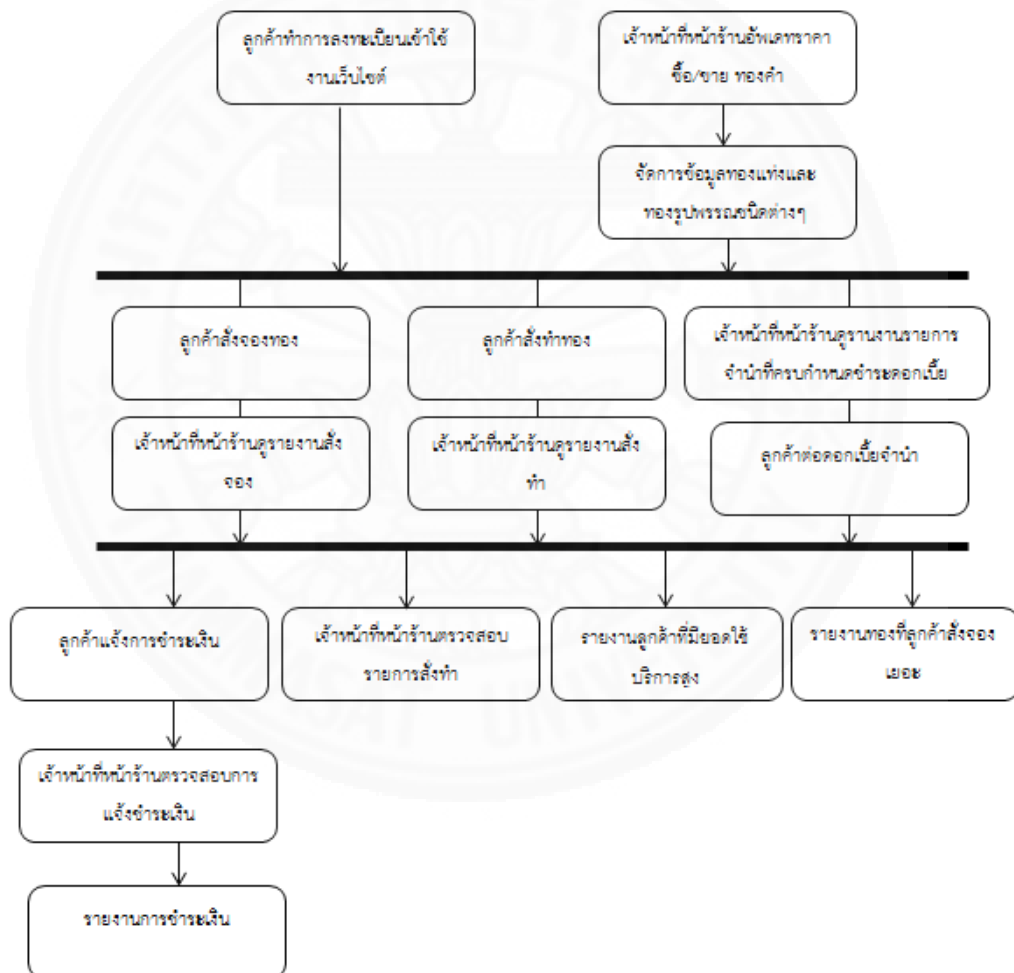 ลูกค้าทำการลงทะเบียนเข้าใช้
งานเว็บไซต์
เจ้าหน้าที่หน้าร้านอัพเดทราคา
ซื้อ/ขาย ทองคำ
จัดการข้อมูลทองแท่งและ
ทองรูปพรรณชนิดต่างๆ
ลูกค้าสั่งจองทอง
ลูกค้าสั่งทำทอง
เจ้าหน้าที่หน้าร้านดูรานงานรายการ
จำนำที่ครบกำหนดชำระดอกเบี้ย
เจ้าหน้าที่หน้าร้านดูรายงานสั่ง
จอง
เจ้าหน้าที่หน้าร้านดูรายงานสั่ง
ทำ
ลูกค้าต่อดอกเบี้ยจำนำ
ลูกค้าแจ้งการชำระเงิน
เจ้าหน้าที่หน้าร้านตรวจสอบ
รายการสั่งทำ
รายงานลูกค้าที่มียอดใช้
บริการสูง
รายงานทองที่ลูกค้าสั่งจอง
เยอะ
เจ้าหน้าที่หน้าร้านตรวจสอบการ
แจ้งชำระเงิน
รายงานการชำระเงิน